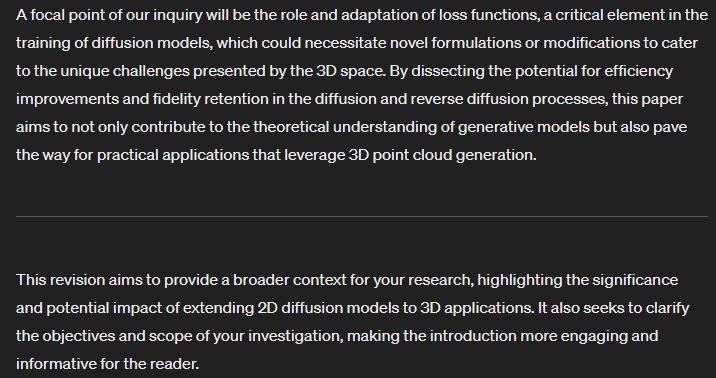 A focal point of our inquiry will be the role and adaptation of loss functions, a critical element in the
training of diffusion models, which could necessitate novel formulations or modifications to cater
to the unique challenges presented by the 3D space. By dissecting the potential for efficiency
improvements and fidelity retention in the diffusion and reverse diffusion processes, this paper
aims to not only contribute to the theoretical understanding of generative models but also pave
the way for practical applications that leverage 3D point cloud generation.
This revision aims to provide a broader context for your research, highlighting the significance
and potential impact of extending 2D diffusion models to 3D applications. It also seeks to clarify
the objectives and scope of your investigation, making the introduction more engaging and
informative for the reader.